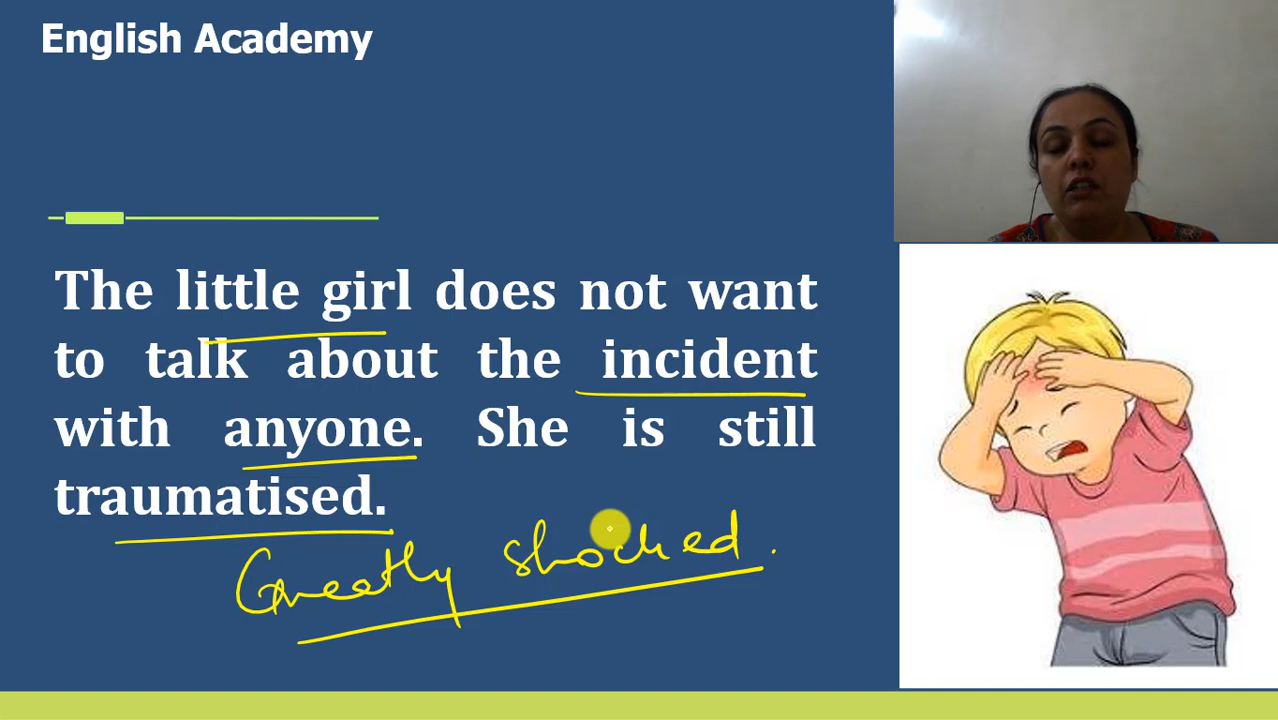 English Academy
The little girl does not want
to talk about the incident
with anyone. She is still
traumatised.
Greatly shocked.